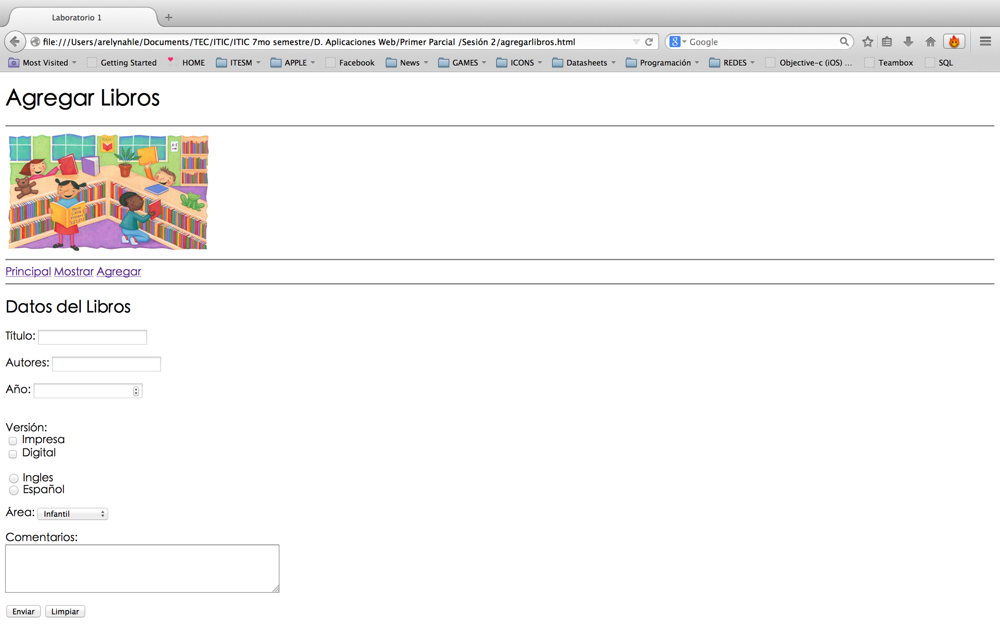 Laboratorio 1
file:///Users/arelynahle/Documents/TEC/ITIC/ITIC 7mo semestre/D. Aplicaciones Web/Primer Parcial /Sesión 2/agregarlibros.html
Google
Most Visited Getting Started HOME ITESM APPLE Facebook News GAMES ICONS Datasheets Programación REDES Objective-c (iOS) ... Teambox SQL
Agregar Libros
Read!
A-E
Three
Little
Kittens
Principal Mostrar Agregar
Datos del Libros
Título:
Autores:
Año:
Versión:
Impresa
Digital
Ingles
Español
Área: Infantil
Comentarios:
Enviar Limpiar